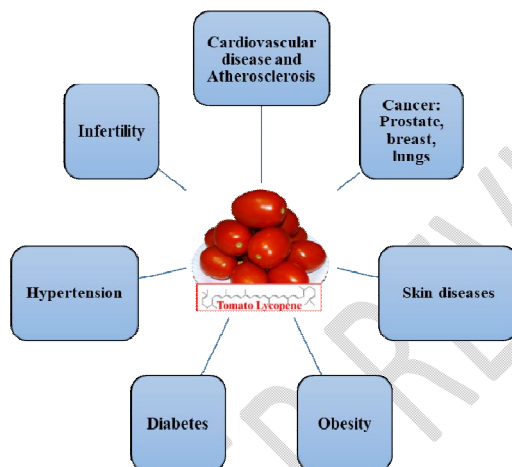 Cardiovascular
disease and
Atherosclerosis
Cancer:
Prostate,
breast,
lungs
Infertility
Hypertension
Skin diseases
Tomato Lycopene
Diabetes
Obesity